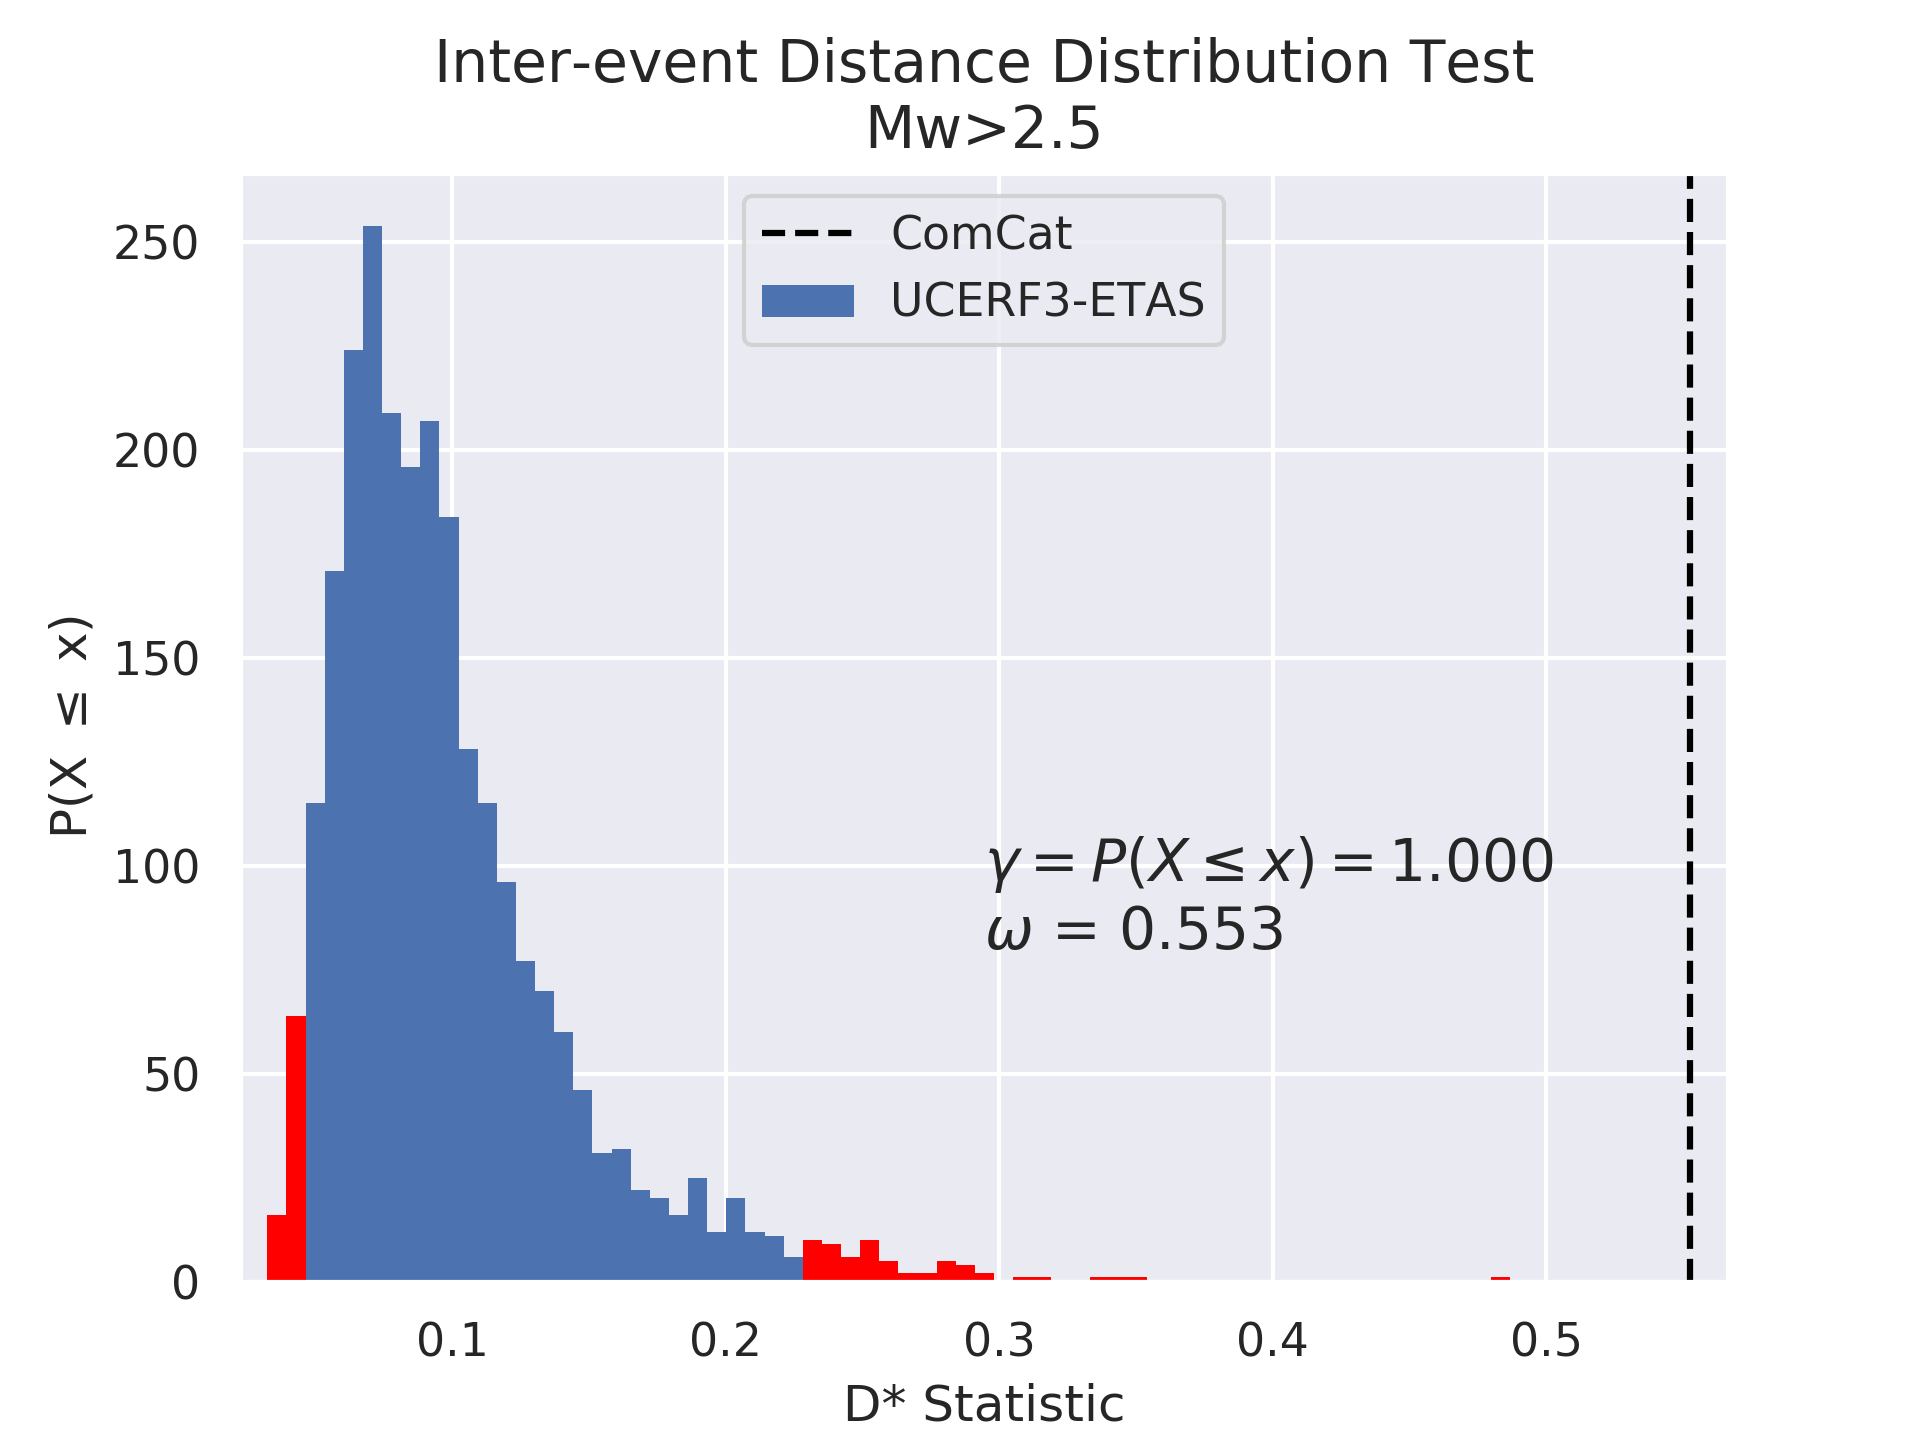 Inter-event Distance Distribution Test
Mw>2.5
ComCat
UCERF3-ETAS
250
200
150
100
50
0
P(X ≤ x)
γ = P(X ≤ x) = 1.000
ω = 0.553
0.1 0.2 0.3 0.4 0.5
D* Statistic